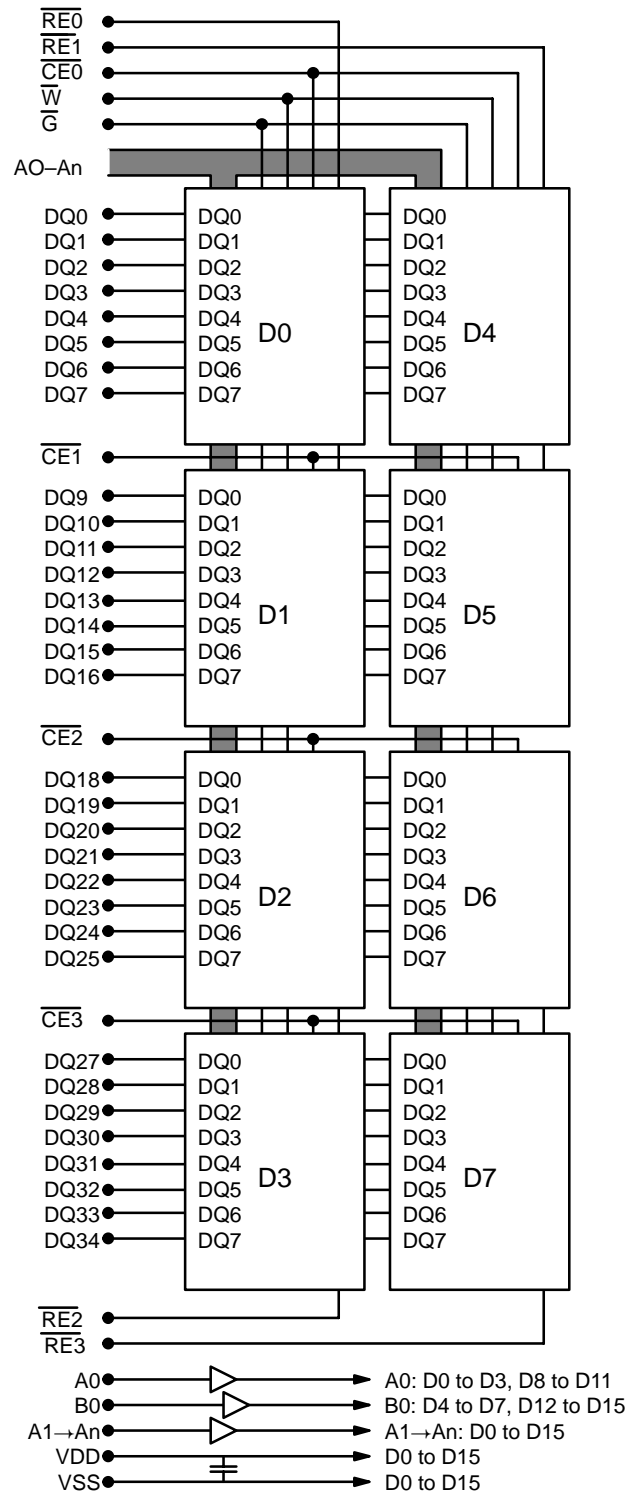 RE0
RE1
CE0
W
G
AO–An
DQ0 DQ0 DQ0
DQ1 DQ1 DQ1
DQ2 DQ2 DQ2
DQ3 DQ3 DQ3
DQ4 DQ4 DQ4
D0 D4
DQ5 DQ5 DQ5
DQ6 DQ6 DQ6
DQ7 DQ7 DQ7
CE1
DQ9 DQ0 DQ0
DQ10 DQ1 DQ1
DQ11 DQ2 DQ2
DQ12 DQ3 DQ3
DQ13 DQ4 DQ4
D1 D5
DQ14 DQ5 DQ5
DQ15 DQ6 DQ6
DQ16 DQ7 DQ7
CE2
DQ18 DQ0 DQ0
DQ19 DQ1 DQ1
DQ20 DQ2 DQ2
DQ21 DQ3 DQ3
DQ22 DQ4 DQ4
D2 D6
DQ23 DQ5 DQ5
DQ24 DQ6 DQ6
DQ25 DQ7 DQ7
CE3
DQ27 DQ0 DQ0
DQ28 DQ1 DQ1
DQ29 DQ2 DQ2
DQ30 DQ3 DQ3
DQ31 DQ4 DQ4
D3 D7
DQ32 DQ5 DQ5
DQ33 DQ6 DQ6
DQ34 DQ7 DQ7
RE2
RE3
A0 A0: D0 to D3, D8 to D11
B0 B0: D4 to D7, D12 to D15
A1→An A1→An: D0 to D15
VDD D0 to D15
VSS D0 to D15